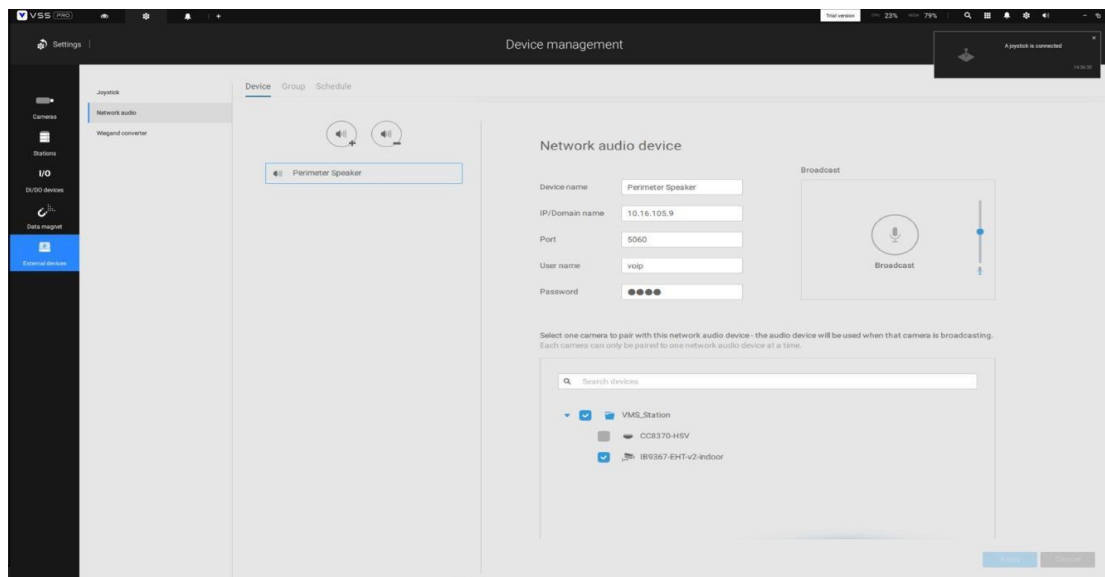 VSS PRO
Trial version
CPU 23%
MEM 79%
Settings
Device management
A joystick is connected
Cameras
Stations
I/O
DI/DO devices
Data magnet
External devices
Joystick
Network audio
Wiegand converter
Device Group Schedule
Perimeter Speaker
Network audio device
Device name Perimeter Speaker
IP/Domain name 10.16.105.9
Port 5060
User name voip
Password
Broadcast
Broadcast
Select one camera to pair with this network audio device - the audio device will be used when that camera is broadcasting.
Each camera can only be paired to one network audio device at a time.
Search devices
VMS_Station
CC8370-HSV
IB9367-EHT-v2-indoor
Apply Cancel